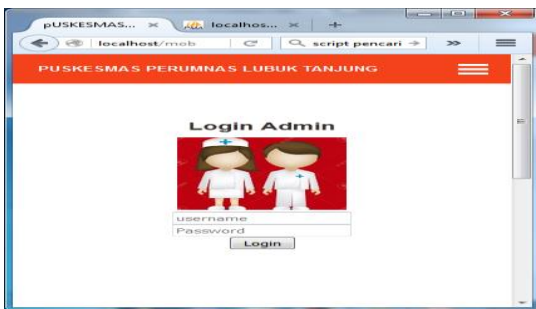 pUSKESMAS... localhos...
localhost/mob script pencari
PUSKESMAS PERUMNAS LUBUK TANJUNG
Login Admin
username
Password
Login